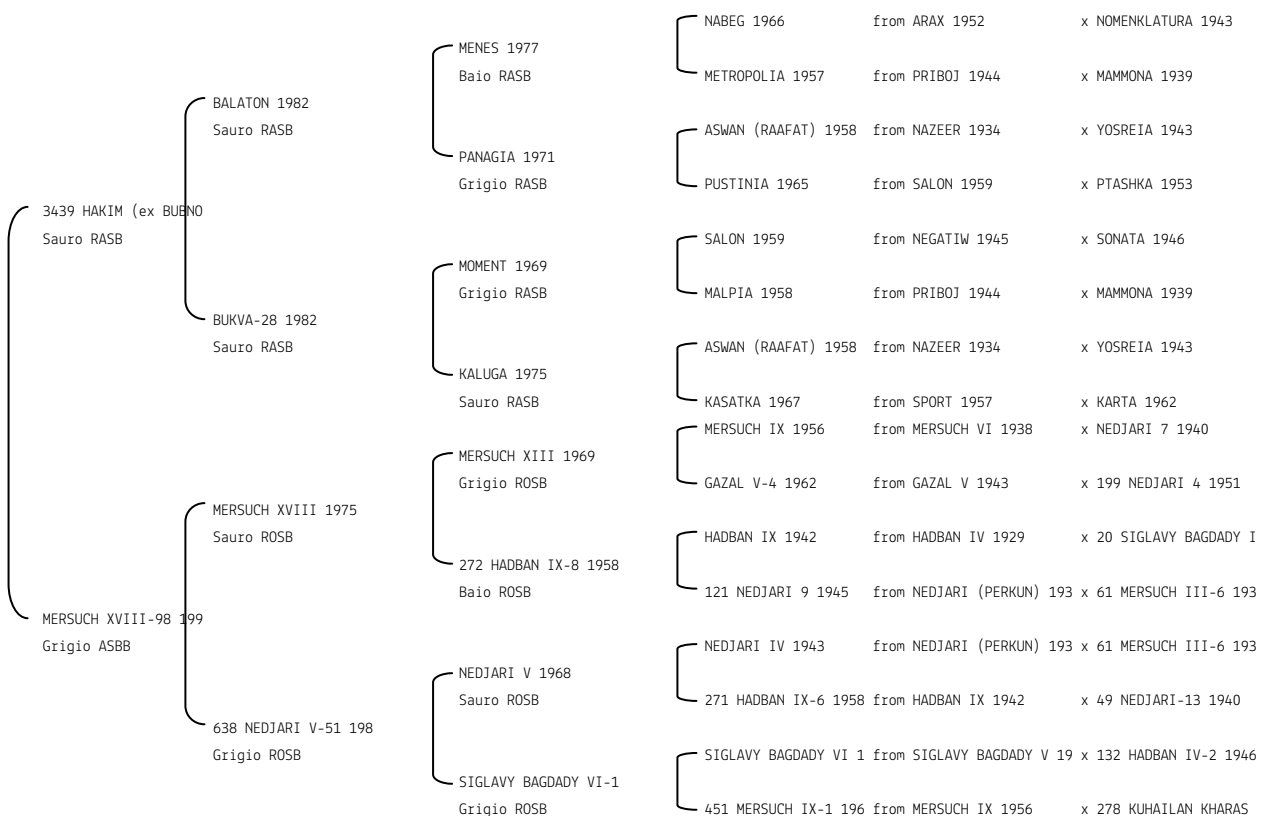 NABEG 1966 from ARAX 1952 x NOMENKLATURA 1943
MENES 1977
Baio RASB METROPOLIA 1957 from PRIBOJ 1944 x MAMMONA 1939
BALATON 1982
Sauro RASB ASWAN (RAAFAT) 1958 from NAZEER 1934 x YOSREIA 1943
PANAGIA 1971
Grigio RASB PUSTINIA 1965 from SALON 1959 x PTASHKA 1953
3439 HAKIM (ex BUENO
Sauro RASB SALON 1959 from NEGATIW 1945 x SONATA 1946
MOMENT 1969
Grigio RASB MALPIA 1958 from PRIBOJ 1944 x MAMMONA 1939
BUKVA-28 1982
Sauro RASB ASWAN (RAAFAT) 1958 from NAZEER 1934 x YOSREIA 1943
KALUGA 1975
Sauro RASB KASATKA 1967 from SPORT 1957 x KARTA 1962
MERSUCH IX 1956 from MERSUCH VI 1938 x NEDJARI 7 1940
MERSUCH XIII 1969
Grigio ROSB GAZAL V-4 1962 from GAZAL V 1943 x 199 NEDJARI 4 1951
MERSUCH XVIII 1975
Sauro ROSB HADBAN IX 1942 from HADBAN IV 1929 x 20 SIGLAVY BAGDADY I
272 HADBAN IX-8 1958
Baio ROSB 121 NEDJARI 9 1945 from NEDJARI (PERKUN) 193 x 61 MERSUCH III-6 193
MERSUCH XVIII-98 199
Grigio ASBB NEDJARI IV 1943 from NEDJARI (PERKUN) 193 x 61 MERSUCH III-6 193
NEDJARI V 1968
Sauro ROSB 271 HADBAN IX-6 1958 from HADBAN IX 1942 x 49 NEDJARI-13 1940
638 NEDJARI V-51 198
Grigio ROSB SIGLAVY BAGDADY VI 1 from SIGLAVY BAGDADY V 19 x 132 HADBAN IV-2 1946
SIGLAVY BAGDADY VI-1
Grigio ROSB 451 MERSUCH IX-1 196 from MERSUCH IX 1956 x 278 KUHAILAN KHARAS